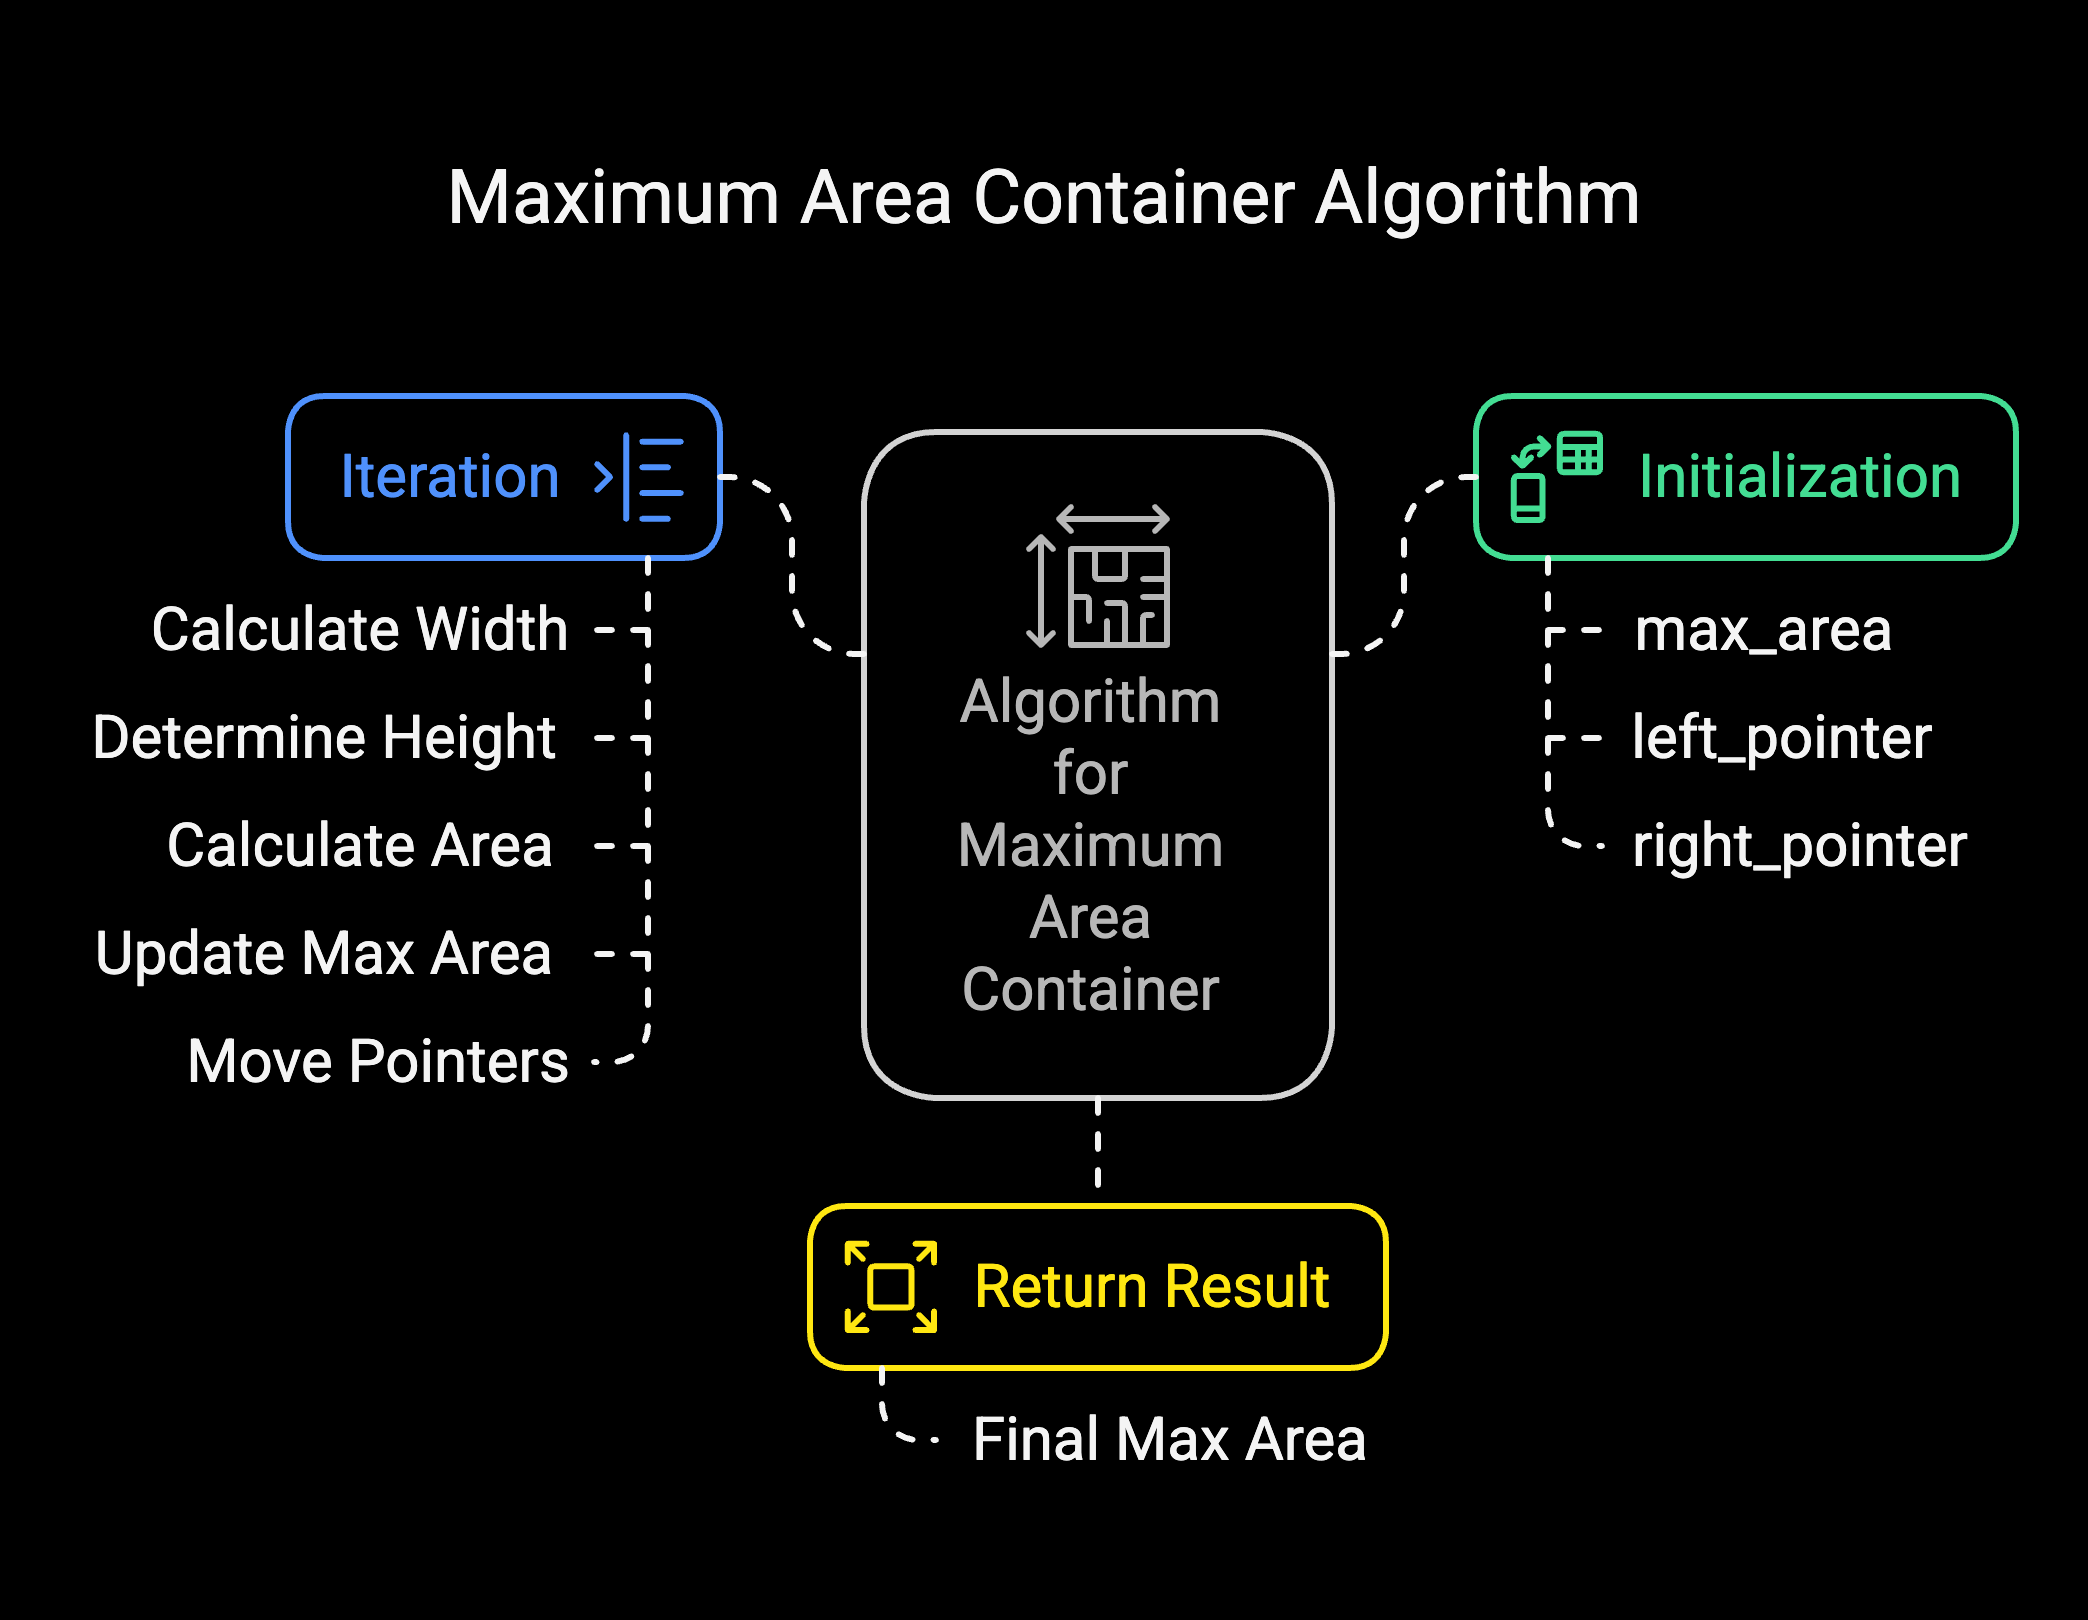 Maximum Area Container Algorithm
Iteration
Calculate Width
Determine Height
Calculate Area
Update Max Area
Move Pointers
Algorithm
for
Maximum
Area
Container
Initialization
max_area
left_pointer
right_pointer
Return Result
Final Max Area